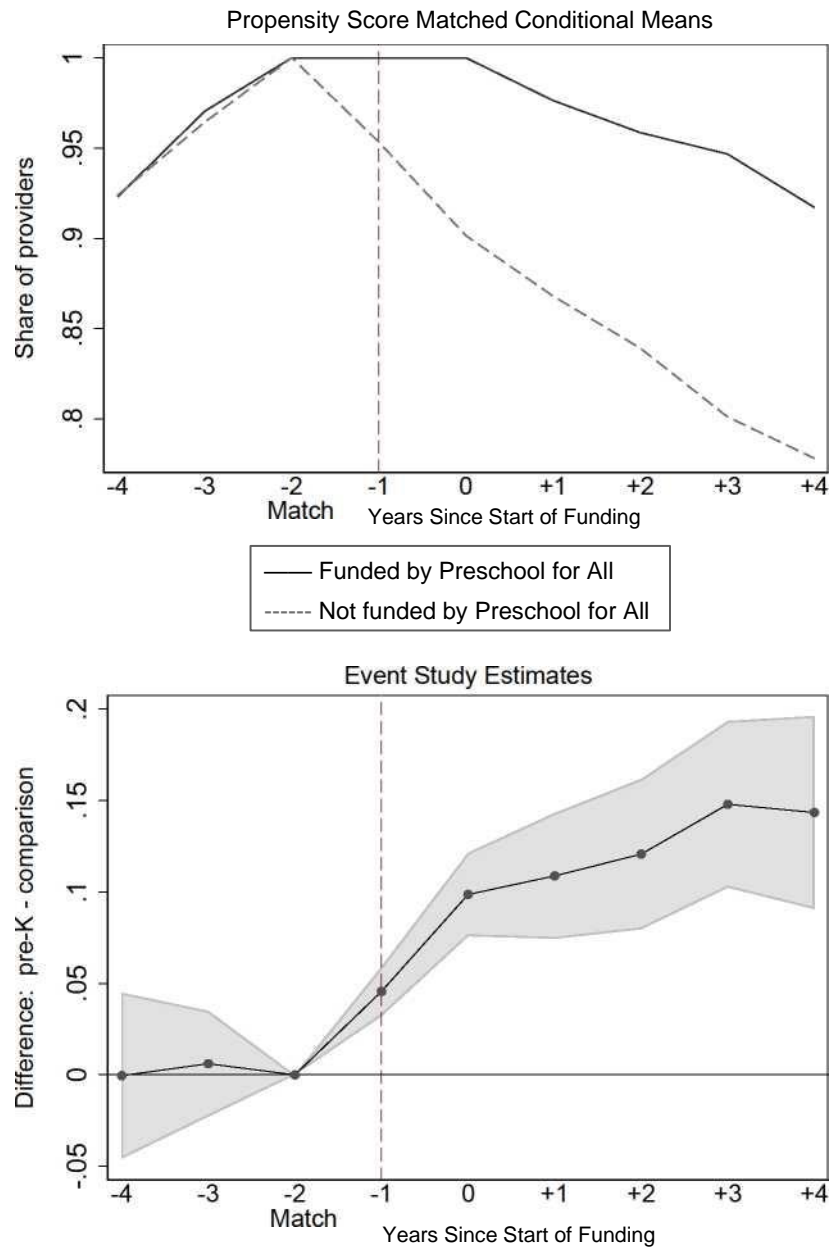 Propensity Score Matched Conditional Means
Share of providers
1
.95
.9
.85
.8
-4 -3 -2 -1 0 +1 +2 +3 +4
Match Years Since Start of Funding
Funded by Preschool for All
Not funded by Preschool for All
Event Study Estimates
Difference: pre-K - comparison
.2
.15
.1
.05
0
-.05
-4 -3 -2 -1 0 +1 +2 +3 +4
Match Years Since Start of Funding